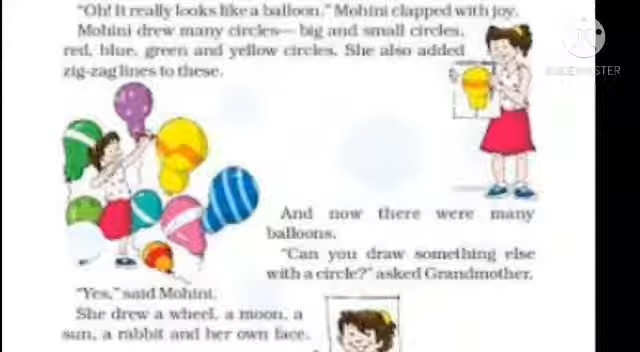 "Oh! It really looks like a balloon," Mohini clapped with joy.
Mohini drew many circles— big and small circles,
red, blue, green and yellow circles. She also added
zig-zag lines to these.
And now there were many
balloons.
"Can you draw something else
with a circle?" asked Grandmother.
"Yes," said Mohini.
She drew a wheel, a moon, a
sun, a rabbit and her own face.